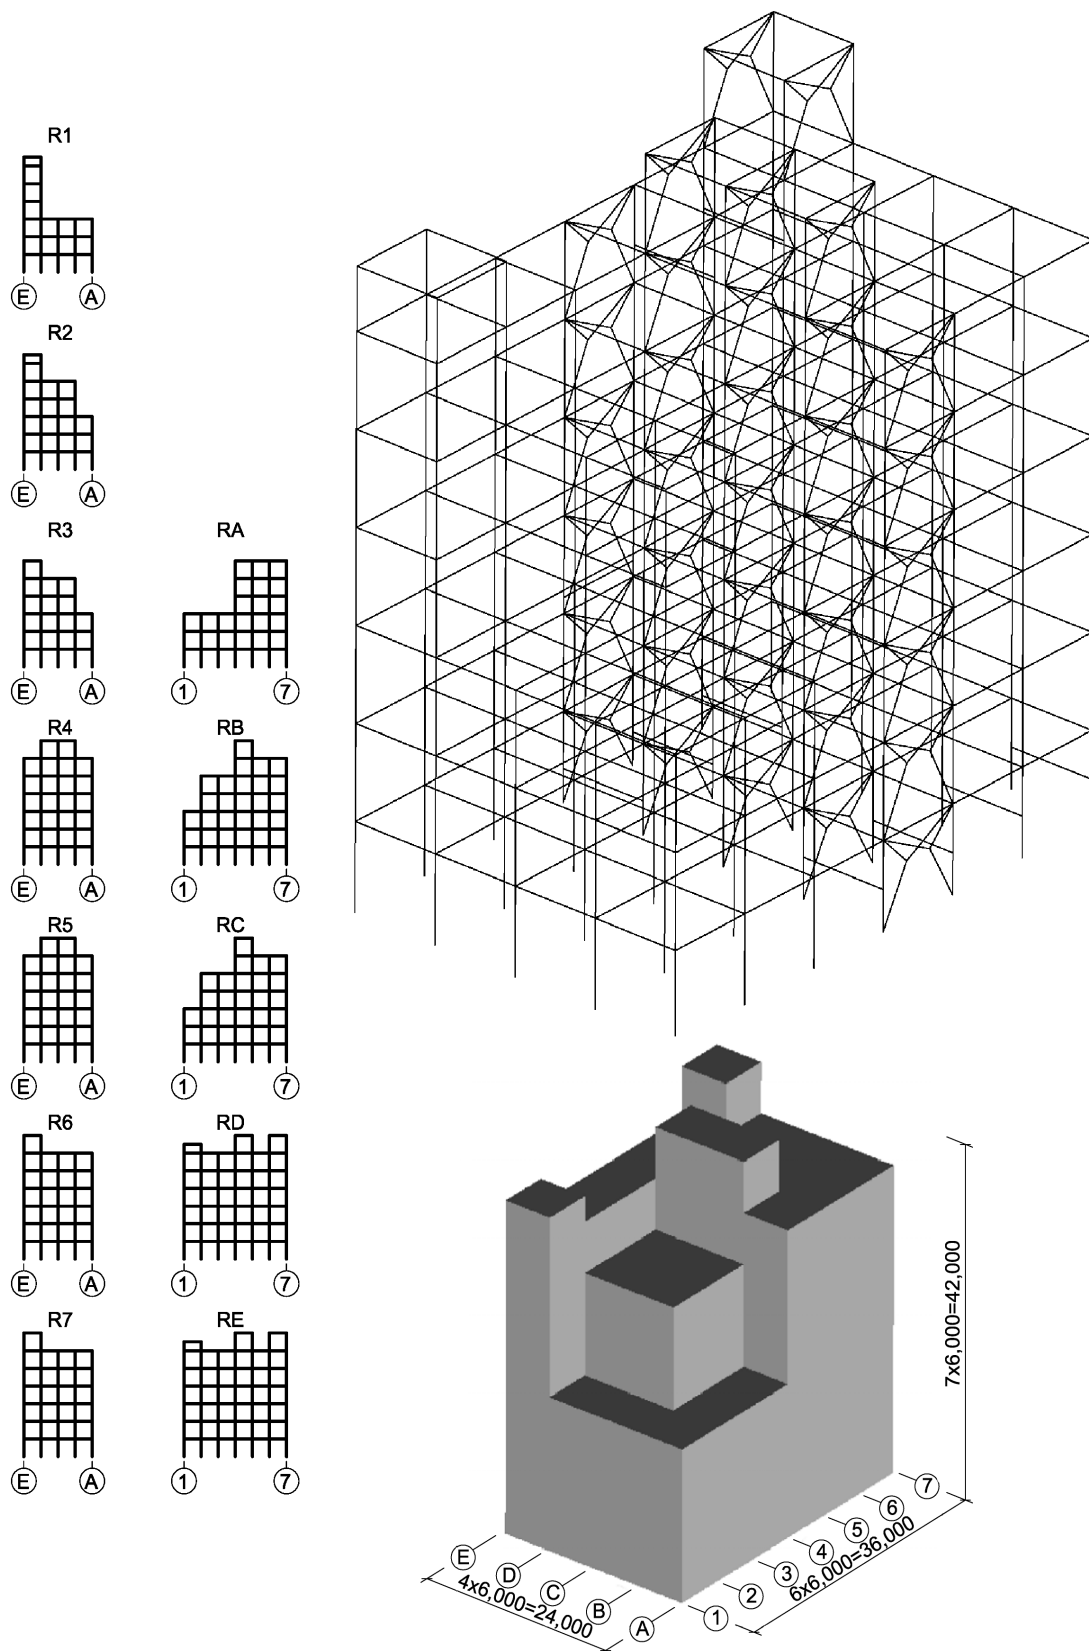 R1
E A
R2
E A
R3 RA
E A 1 7
R4 RB
E A 1 7
R5 RC
E A 1 7
R6 RD
E A 1 7
R7 RE
E A 1 7
7x6,000=42,000
E
D
C
B
A
4x6,000=24,000
1
2
3
4
5
6
7
6x6,000=36,000